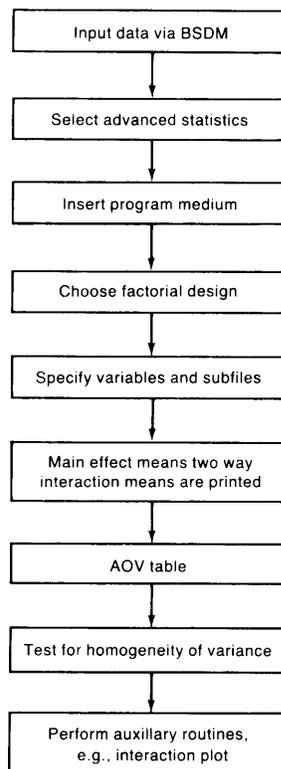 Input data via BSDM
Select advanced statistics
Insert program medium
Choose factorial design
Specify variables and subfiles
Main effect means two way
interaction means are printed
AOV table
Test for homogeneity of variance
Perform auxillary routines,
e.g., interaction plot